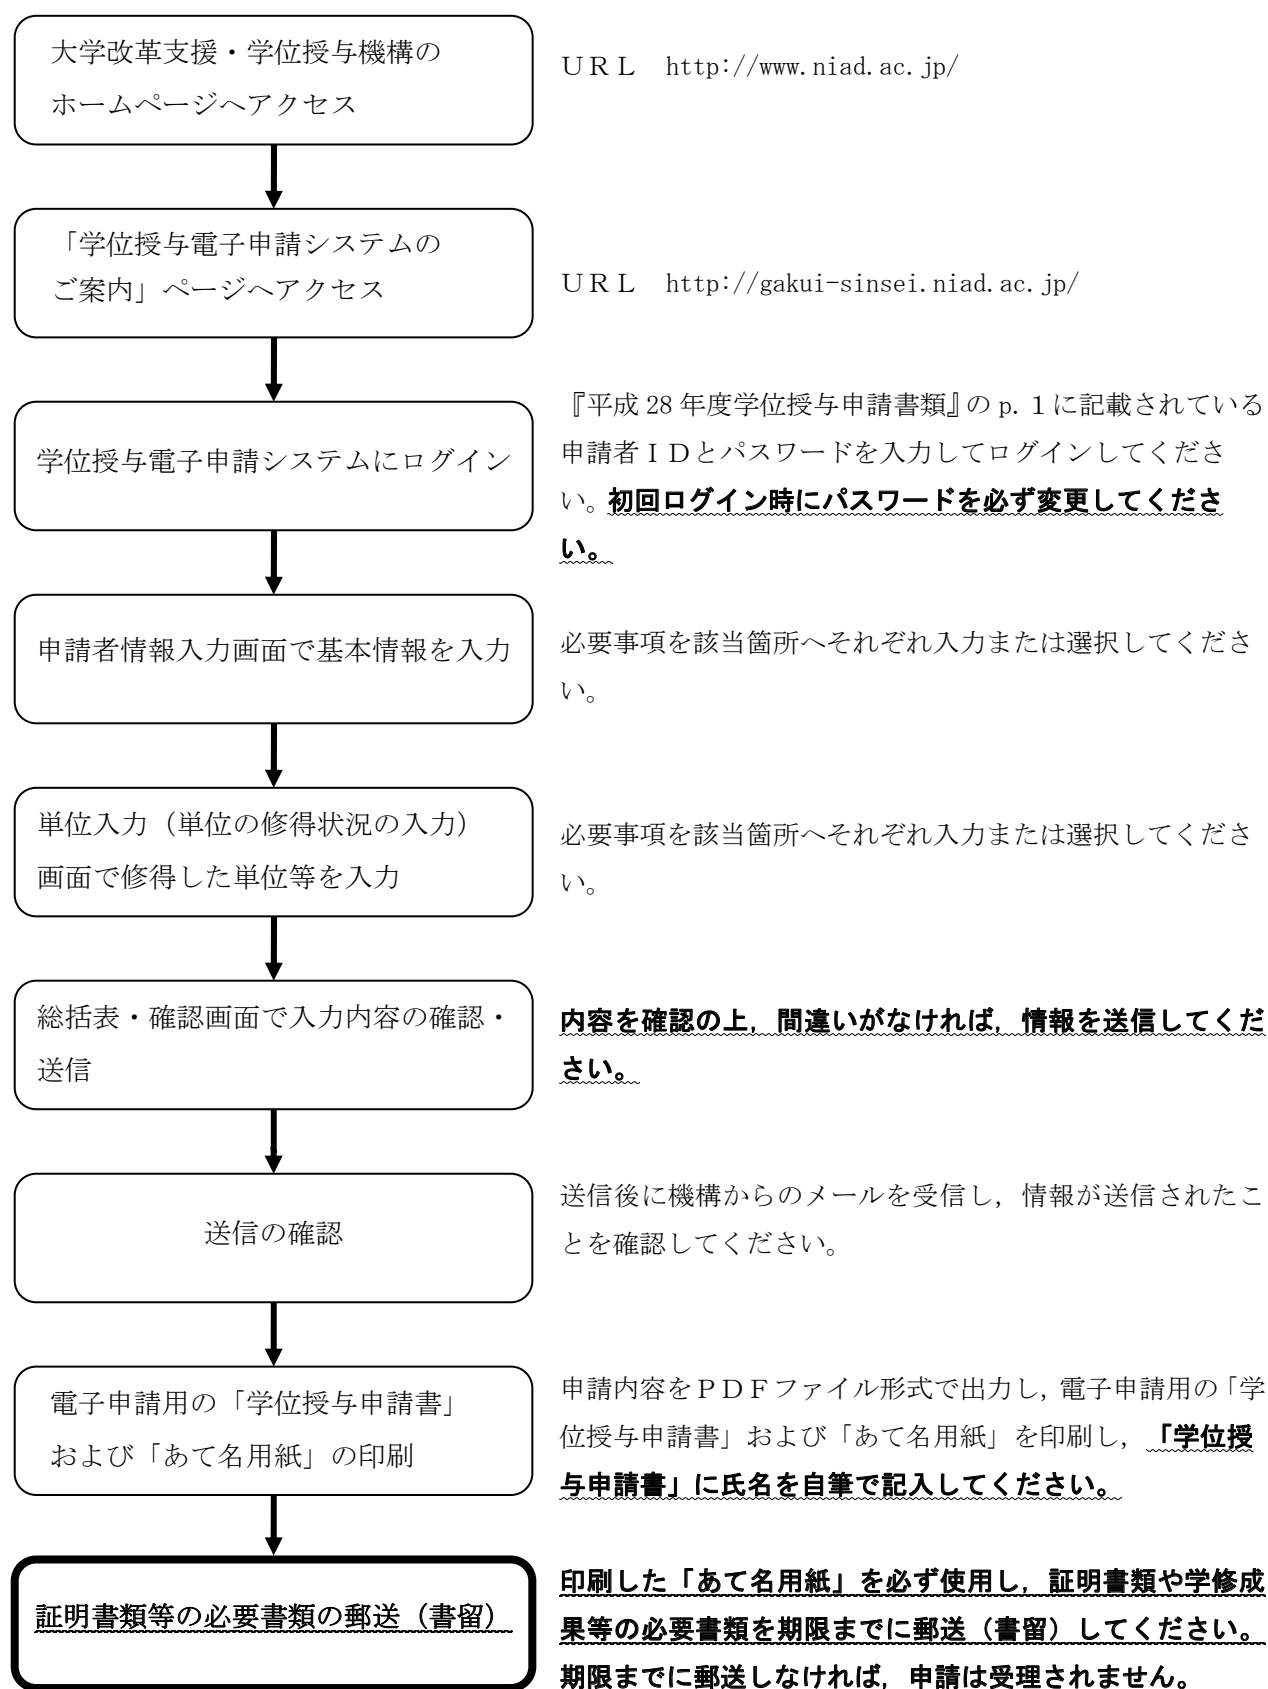 大学改革支援・学位授与機構の
ホームページへアクセス
ＵＲＬ　http://www.niad.ac.jp/
「学位授与電子申請システムの
ご案内」ページへアクセス
ＵＲＬ　http://gakui-sinsei.niad.ac.jp/
学位授与電子申請システムにログイン
『平成 28 年度学位授与申請書類』の p.１に記載されている
申請者ＩＤとパスワードを入力してログインしてくださ
い。初回ログイン時にパスワードを必ず変更してくださ
い。
申請者情報入力画面で基本情報を入力
必要事項を該当箇所へそれぞれ入力または選択してくださ
い。
単位入力（単位の修得状況の入力）
画面で修得した単位等を入力
必要事項を該当箇所へそれぞれ入力または選択してくださ
い。
総括表・確認画面で入力内容の確認・
送信
内容を確認の上，間違いがなければ，情報を送信してくだ
さい。
送信の確認
送信後に機構からのメールを受信し，情報が送信されたこ
とを確認してください。
電子申請用の「学位授与申請書」
および「あて名用紙」の印刷
申請内容をＰＤＦファイル形式で出力し，電子申請用の「学
位授与申請書」および「あて名用紙」を印刷し，「学位授
与申請書」に氏名を自筆で記入してください。
証明書類等の必要書類の郵送（書留）
印刷した「あて名用紙」を必ず使用し，証明書類や学修成
果等の必要書類を期限までに郵送（書留）してください。
期限までに郵送しなければ，申請は受理されません。